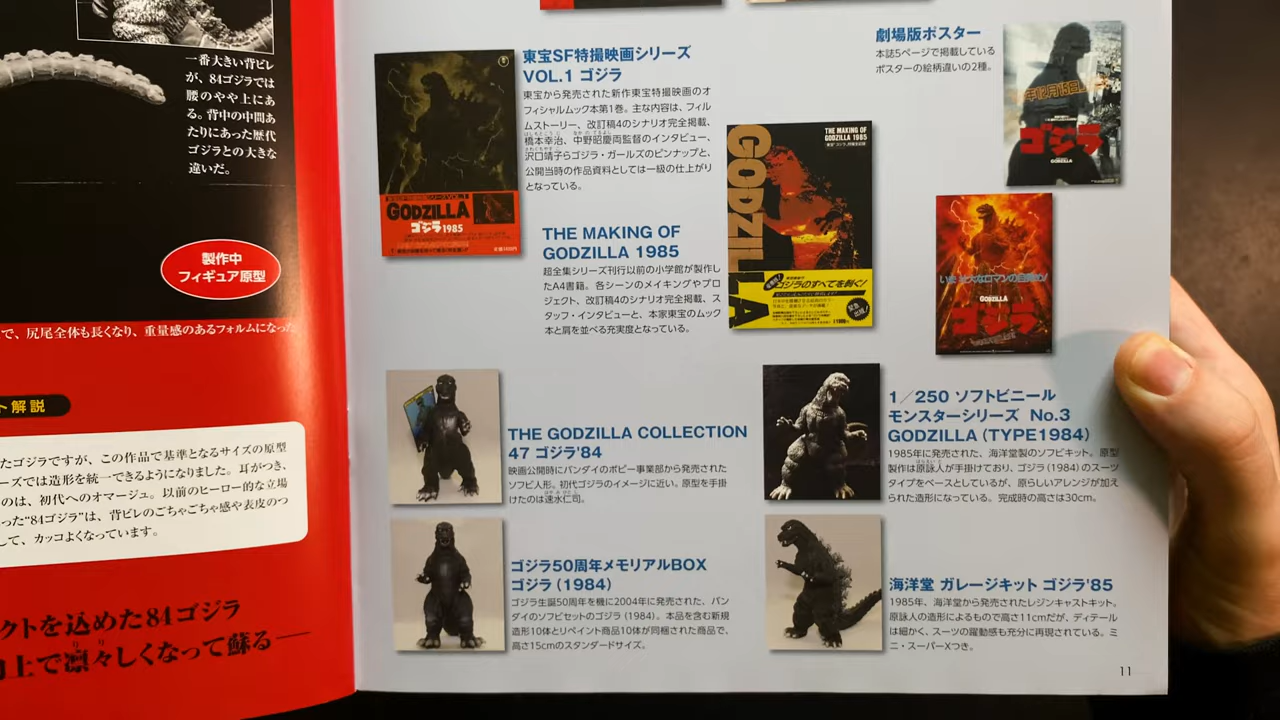 一番大きい背ビレ
が、84ゴジラでは
腰のやや上にあ
る。背中の中間あ
たりにあった歴代
ゴジラとの大きな
違いだ。
製作中
フィギュア原型
で、尻尾全体も長くなり、重量感のあるフォルムになった
ト解説
たゴジラですが、この作品で基準となるサイズの原型
ーズでは造形を統一できるようになりました。耳がつき、
のは、初代へのオマージュ。以前のヒーロー的な立場
った“84ゴジラ”は、背ビレのごちゃごちゃ感や表皮のつ
して、カッコよくなっています。
クトを込めた84ゴジラ
上で凛々しくなって蘇る──
東宝SF特撮映画シリーズ
VOL.1 ゴジラ
東宝から発売された新作東宝特撮映画のオ
フィシャルムック本第1巻。主な内容は、フィル
ムストーリー、改訂稿4のシナリオ完全掲載、
橋本幸治、中野昭慶両監督のインタビュー、
沢口靖子らゴジラ・ガールズのピンナップと、
公開当時の作品資料としては一級の仕上がり
となっている。
GODZILLA
ゴジラ1985
THE MAKING OF
GODZILLA 1985
超全集シリーズ刊行以前の小学館が製作し
たA4書籍。各シーンのメイキングやプロ
ジェクト、改訂稿4のシナリオ完全掲載、ス
タッフ・インタビューと、本家東宝のムック
本と肩を並べる充実度となっている。
THE MAKING OF
GODZILLA 1985
GODZILLA
ゴジラのすべてを剝ぐ!
劇場版ポスター
本誌5ページで掲載している
ポスターの絵柄違いの2種。
ゴジラ
GODZILLA
GODZILLA
ゴジラ
THE GODZILLA COLLECTION
47 ゴジラ'84
映画公開時にバンダイのポピー事業部から発売された
ソフビ人形。初代ゴジラのイメージに近い。原型を手掛
けたのは速水仁司。
1/250 ソフトビニール
モンスターシリーズ No.3
GODZILLA(TYPE1984)
1985年に発売された、海洋堂製のソフビキット。原型
製作は原詠人が手掛けており、ゴジラ(1984)のスーツ
タイプをベースとしているが、原らしいアレンジが加え
られた造形になっている。完成時の高さは30cm。
ゴジラ50周年メモリアルBOX
ゴジラ(1984)
ゴジラ生誕50周年を機に2004年に発売された、バン
ダイのソフビセットのゴジラ(1984)。本品を含む新規
造形10体とリペイント商品10体が同梱された商品で、
高さ15cmのスタンダードサイズ。
海洋堂 ガレージキット ゴジラ'85
1985年、海洋堂から発売されたレジンキャストキット。
原詠人の造形によるもので高さ11cmだが、ディテール
は細かく、スーツの躍動感も充分に再現されている。ミ
ニ・スーパーXつき。
11